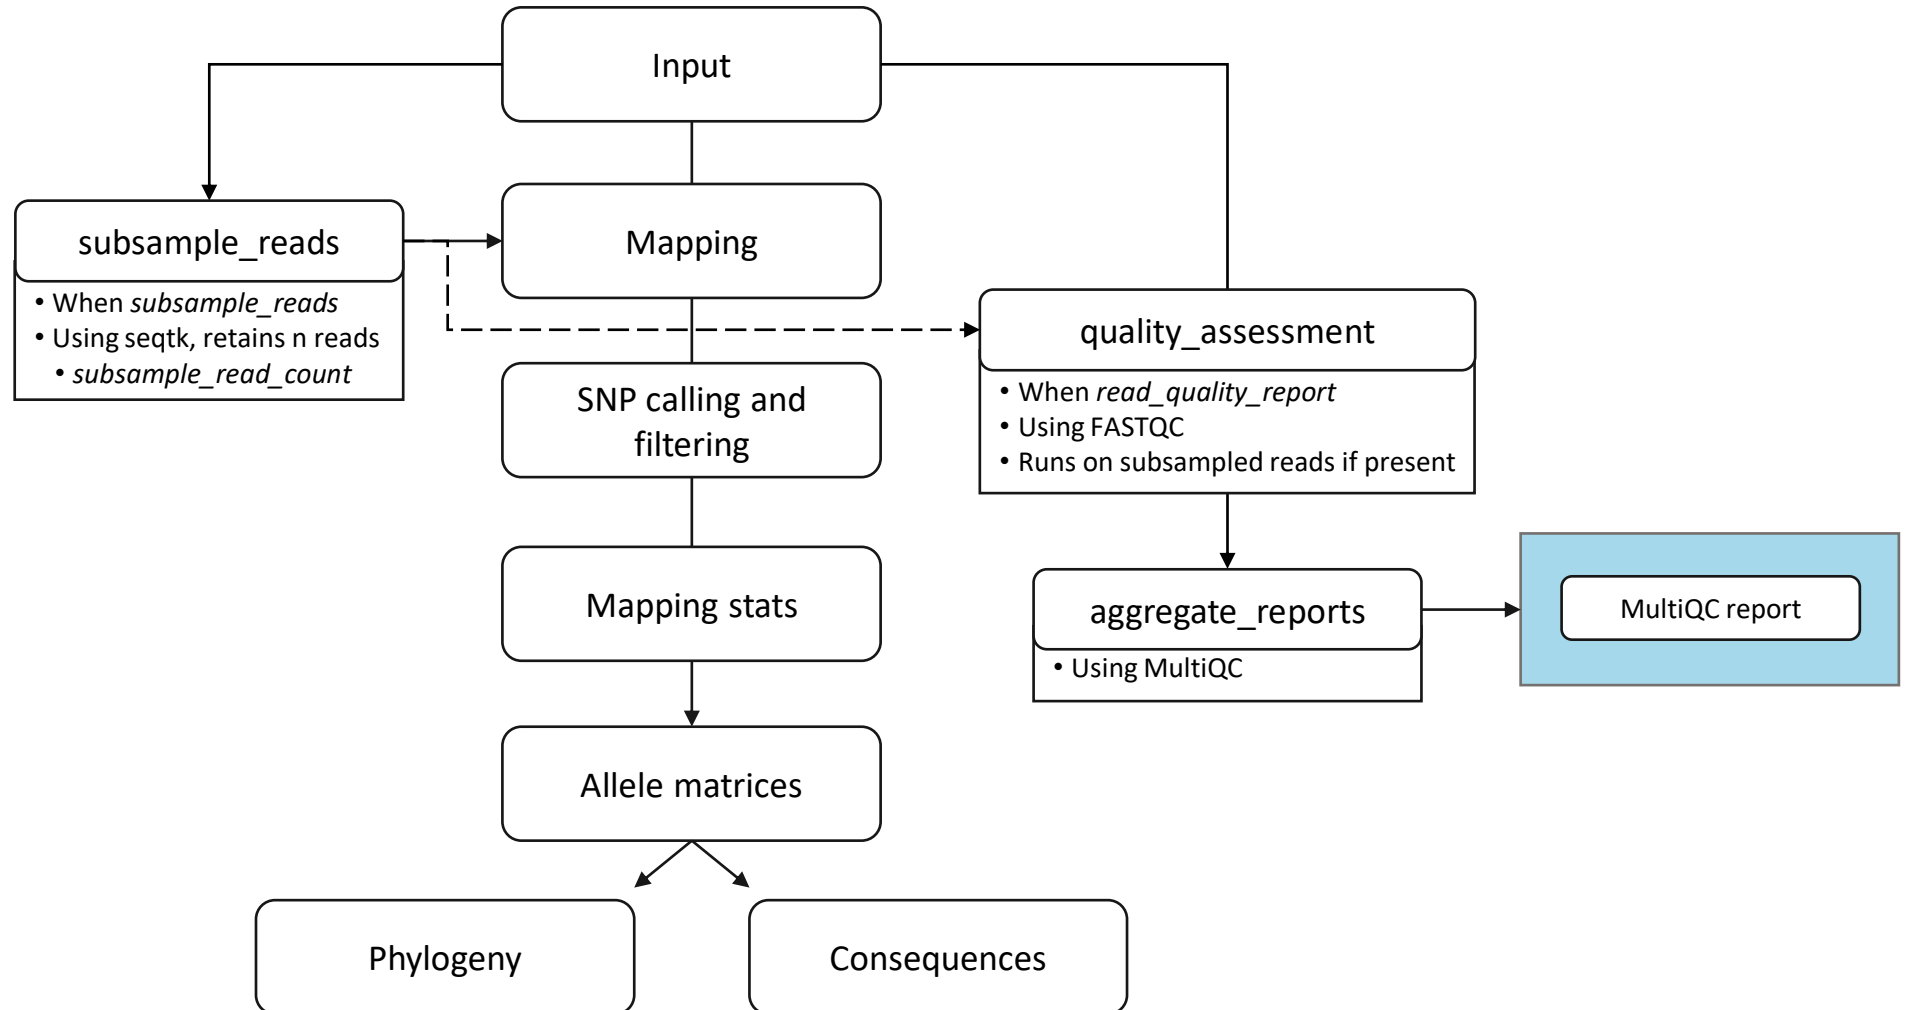 Input
subsample_reads
• When subsample_reads
• Using seqtk, retains n reads
• subsample_read_count
Mapping
quality_assessment
• When read_quality_report
• Using FASTQC
• Runs on subsampled reads if present
SNP calling and
filtering
Mapping stats
aggregate_reports
• Using MultiQC
MultiQC report
Allele matrices
Phylogeny
Consequences